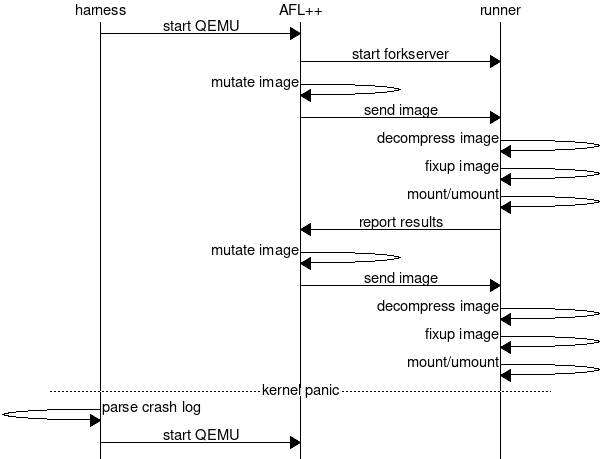 harness AFL++ runner
start QEMU
start forkserver
mutate image
send image
decompress image
fixup image
mount/umount
report results
mutate image
send image
decompress image
fixup image
mount/umount
kernel panic
parse crash log
start QEMU